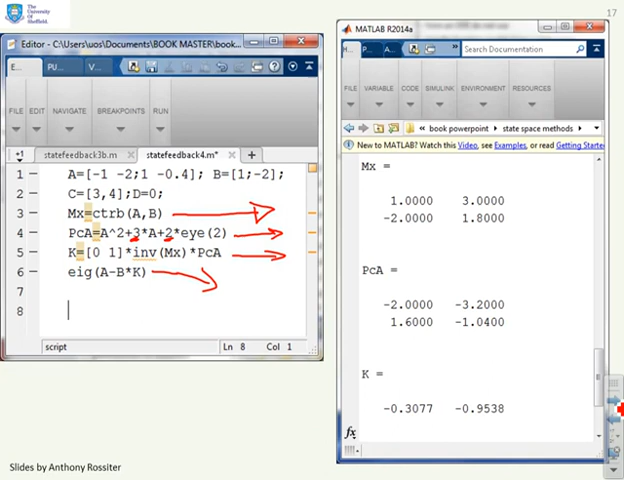 The
University
Of
Sheffield.
17
Editor - C:\Users\uos\Documents\BOOK MASTER\book...
E...
PU...
V...
FILE
EDIT
NAVIGATE
BREAKPOINTS
RUN
statefeedback3b.m
statefeedback4.m*
1 A=[-1 -2;1 -0.4]; B=[1;-2];
2 C=[3,4];D=0;
3 Mx=ctrb(A,B)
4 PcA=A^2+3*A+2*eye(2)
5 K=[0 1]*inv(Mx)*PcA
6 eig(A-B*K)
7
8
script
Ln 8 Col 1
MATLAB R2014a
H...
P...
A...
Search Documentation
FILE
VARIABLE
CODE
SIMULINK
ENVIRONMENT
RESOURCES
book powerpoint
state space methods
New to MATLAB? Watch this Video, see Examples, or read Getting Starte
Mx =
1.0000 3.0000
-2.0000 1.8000
PcA =
-2.0000 -3.2000
1.6000 -1.0400
K =
-0.3077 -0.9538
fx
Slides by Anthony Rossiter